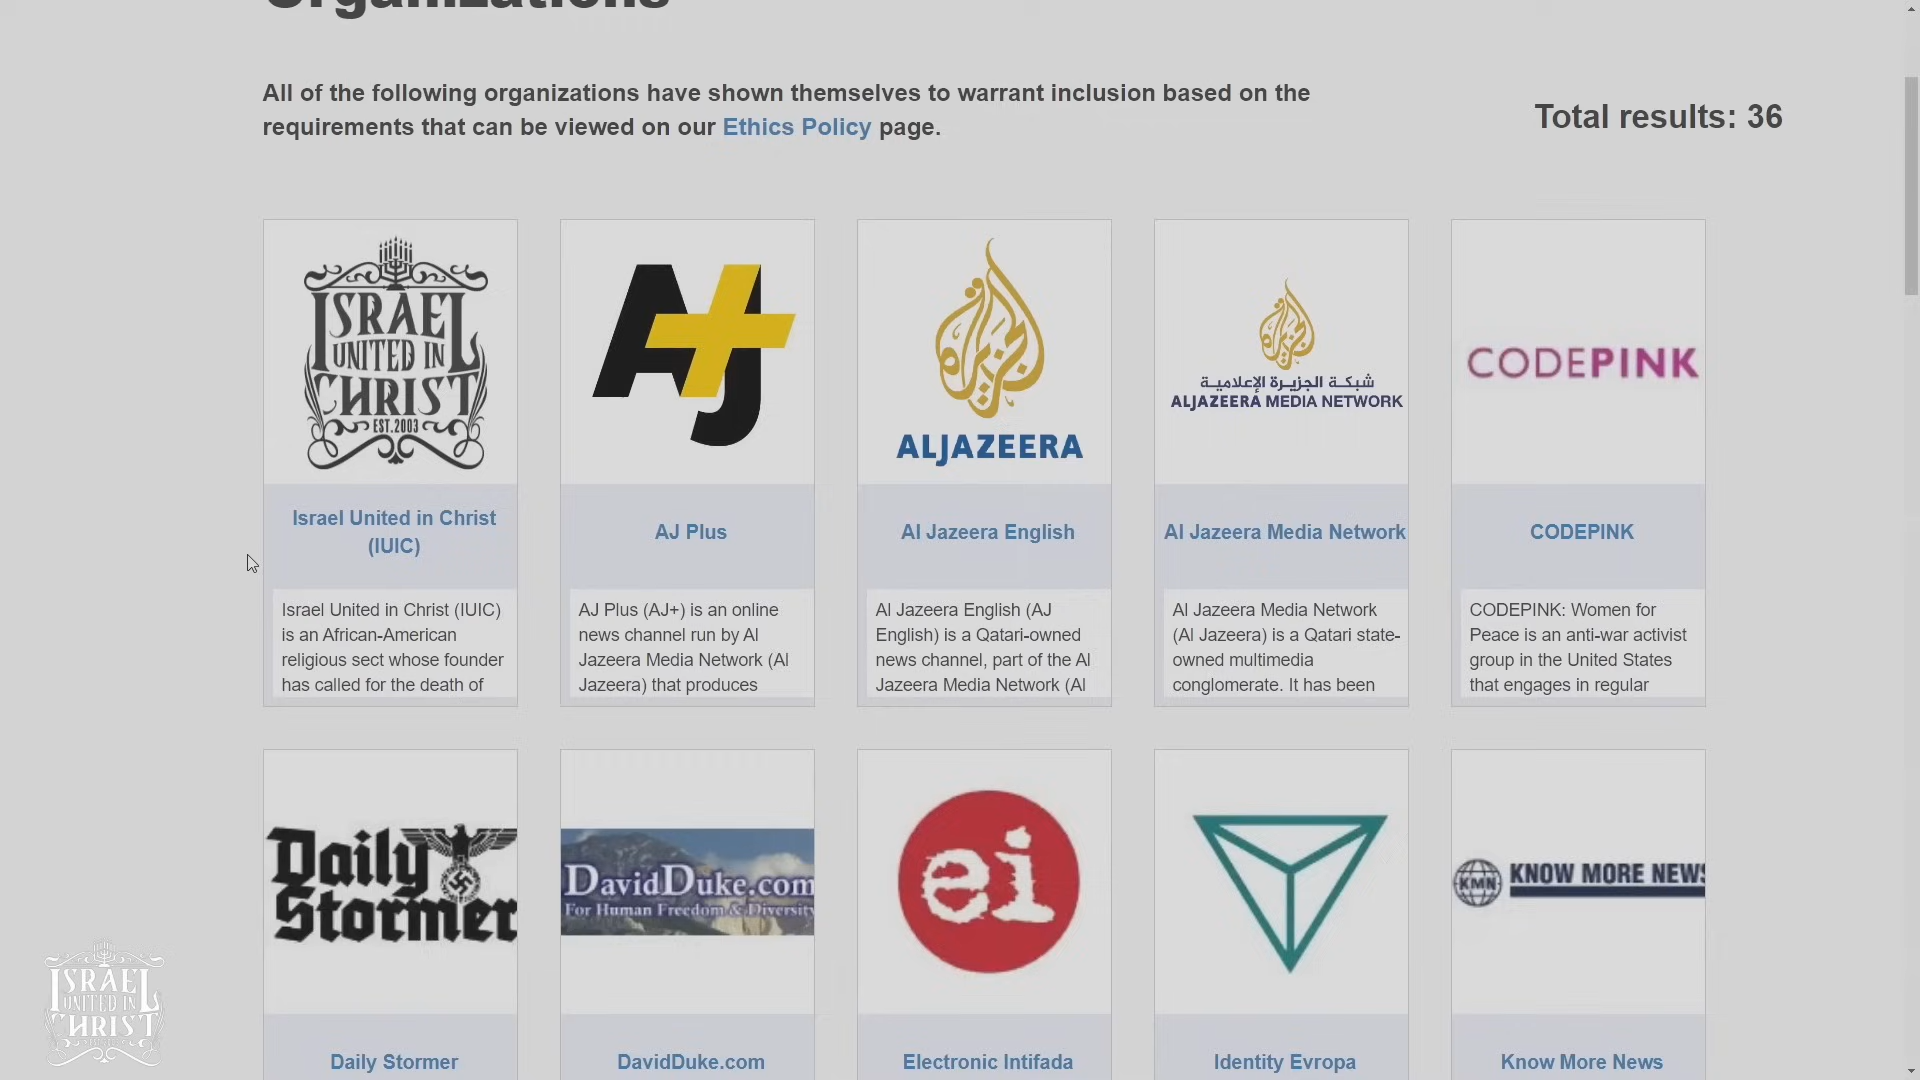 Organizations
All of the following organizations have shown themselves to warrant inclusion based on the
requirements that can be viewed on our Ethics Policy page.
Total results: 36
ISRAEL
UNITED IN
CHRIST
EST.2003
AJ
ALJAZEERA
شبكة الجزيرة الإعلامية
ALJAZEERA MEDIA NETWORK
CODEPINK
Israel United in Christ
(IUIC)
AJ Plus
Al Jazeera English
Al Jazeera Media Network
CODEPINK
Israel United in Christ (IUIC)
is an African-American
religious sect whose founder
has called for the death of
AJ Plus (AJ+) is an online
news channel run by Al
Jazeera Media Network (Al
Jazeera) that produces
Al Jazeera English (AJ
English) is a Qatari-owned
news channel, part of the Al
Jazeera Media Network (Al
Al Jazeera Media Network
(Al Jazeera) is a Qatari state-
owned multimedia
conglomerate. It has been
CODEPINK: Women for
Peace is an anti-war activist
group in the United States
that engages in regular
Daily
Stormer
DavidDuke.com
For Human Freedom & Diversity
ei
KMN
KNOW MORE NEWS
Daily Stormer
DavidDuke.com
Electronic Intifada
Identity Evropa
Know More News
ISRAEL
UNITED IN
CHRIST